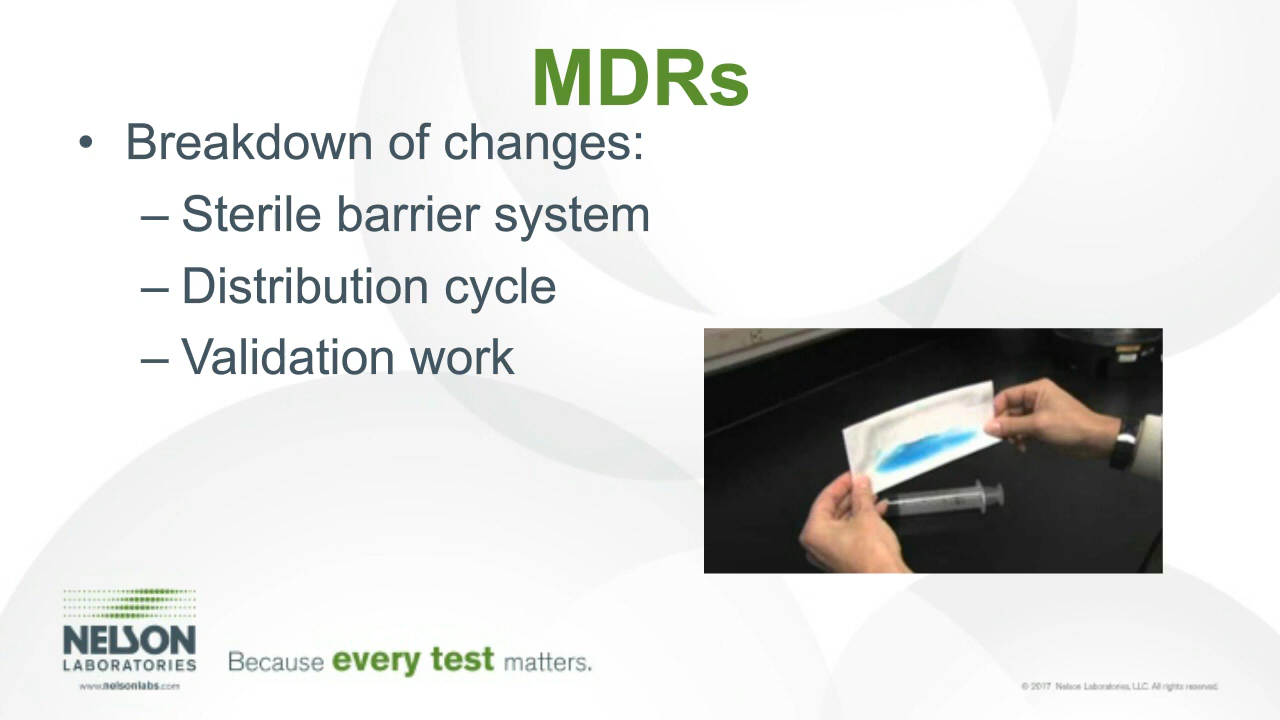 MDRs
• Breakdown of changes:
– Sterile barrier system
– Distribution cycle
– Validation work
NELSON
LABORATORIES
www.nelsonlabs.com
Because every test matters.
© 2017 Nelson Laboratories, LLC. All rights reserved.